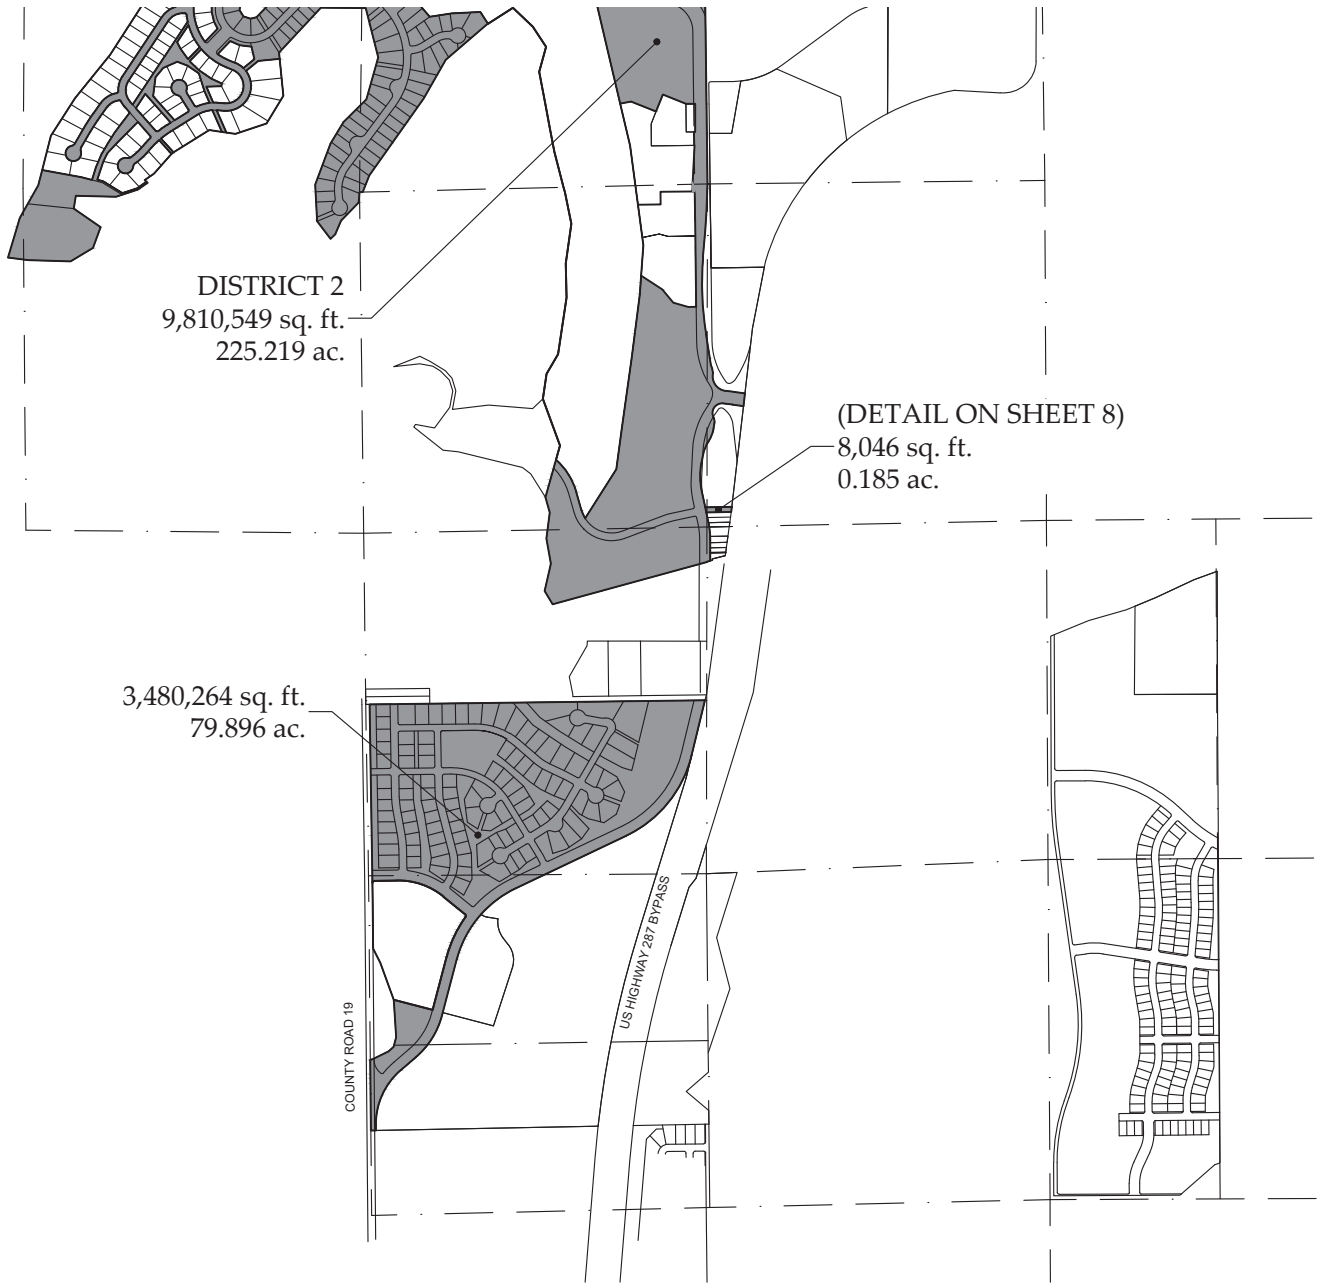 DISTRICT 2
9,810,549 sq. ft.
225.219 ac.
(DETAIL ON SHEET 8)
8,046 sq. ft.
0.185 ac.
3,480,264 sq. ft.
79.896 ac.
US HIGHWAY 287 BYPASS
COUNTY ROAD 19